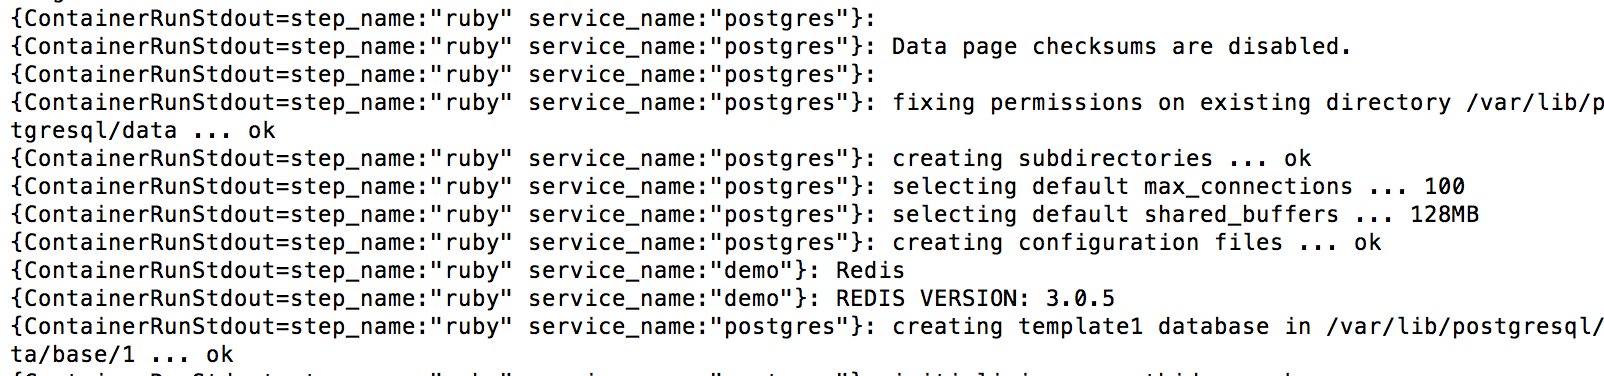 {ContainerRunStdout=step_name:"ruby" service_name:"postgres"}:
{ContainerRunStdout=step_name:"ruby" service_name:"postgres"}: Data page checksums are disabled.
{ContainerRunStdout=step_name:"ruby" service_name:"postgres"}:
{ContainerRunStdout=step_name:"ruby" service_name:"postgres"}: fixing permissions on existing directory /var/lib/p
tgresql/data ... ok
{ContainerRunStdout=step_name:"ruby" service_name:"postgres"}: creating subdirectories ... ok
{ContainerRunStdout=step_name:"ruby" service_name:"postgres"}: selecting default max_connections ... 100
{ContainerRunStdout=step_name:"ruby" service_name:"postgres"}: selecting default shared_buffers ... 128MB
{ContainerRunStdout=step_name:"ruby" service_name:"postgres"}: creating configuration files ... ok
{ContainerRunStdout=step_name:"ruby" service_name:"demo"}: Redis
{ContainerRunStdout=step_name:"ruby" service_name:"demo"}: REDIS VERSION: 3.0.5
{ContainerRunStdout=step_name:"ruby" service_name:"postgres"}: creating template1 database in /var/lib/postgresql/
ta/base/1 ... ok